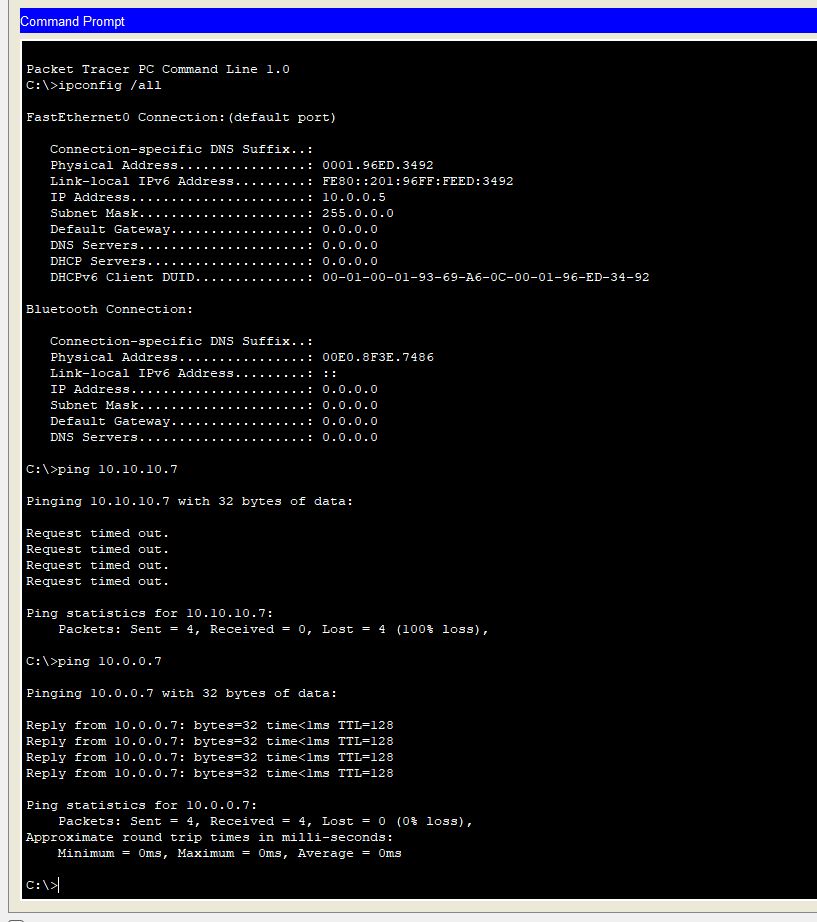 Command Prompt
Packet Tracer PC Command Line 1.0
C:\>ipconfig /all
FastEthernet0 Connection:(default port)
Connection-specific DNS Suffix..:
Physical Address................: 0001.96ED.3492
Link-local IPv6 Address.........: FE80::201:96FF:FEED:3492
IP Address......................: 10.0.0.5
Subnet Mask.....................: 255.0.0.0
Default Gateway.................: 0.0.0.0
DNS Servers.....................: 0.0.0.0
DHCP Servers....................: 0.0.0.0
DHCPv6 Client DUID..............: 00-01-00-01-93-69-A6-0C-00-01-96-ED-34-92
Bluetooth Connection:
Connection-specific DNS Suffix..:
Physical Address................: 00E0.8F3E.7486
Link-local IPv6 Address.........: ::
IP Address......................: 0.0.0.0
Subnet Mask.....................: 0.0.0.0
Default Gateway.................: 0.0.0.0
DNS Servers.....................: 0.0.0.0
C:\>ping 10.10.10.7
Pinging 10.10.10.7 with 32 bytes of data:
Request timed out.
Request timed out.
Request timed out.
Request timed out.
Ping statistics for 10.10.10.7:
Packets: Sent = 4, Received = 0, Lost = 4 (100% loss),
C:\>ping 10.0.0.7
Pinging 10.0.0.7 with 32 bytes of data:
Reply from 10.0.0.7: bytes=32 time<1ms TTL=128
Reply from 10.0.0.7: bytes=32 time<1ms TTL=128
Reply from 10.0.0.7: bytes=32 time<1ms TTL=128
Reply from 10.0.0.7: bytes=32 time<1ms TTL=128
Ping statistics for 10.0.0.7:
Packets: Sent = 4, Received = 4, Lost = 0 (0% loss),
Approximate round trip times in milli-seconds:
Minimum = 0ms, Maximum = 0ms, Average = 0ms
C:\>